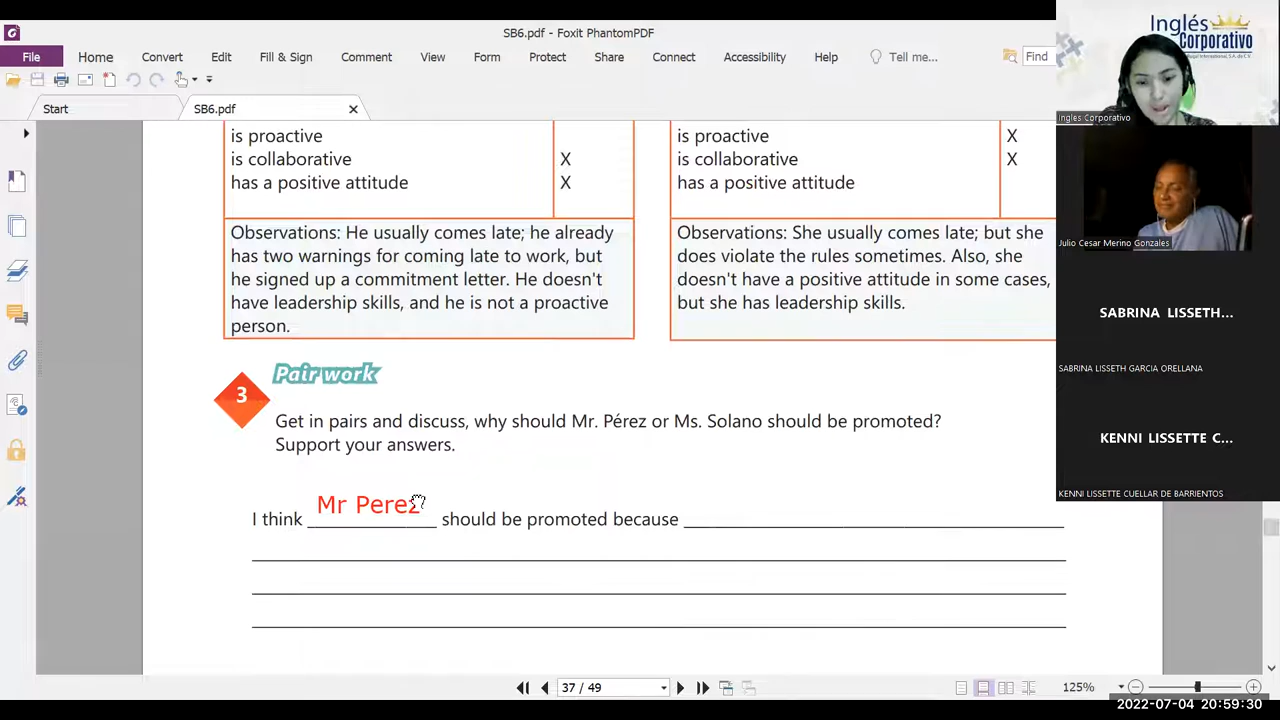 SB6.pdf - Foxit PhantomPDF
File Home Convert Edit Fill & Sign Comment View Form Protect Share Connect Accessibility Help Tell me... Find
Start SB6.pdf
is proactive
is collaborative X
has a positive attitude X
Observations: He usually comes late; he already
has two warnings for coming late to work, but
he signed up a commitment letter. He doesn't
have leadership skills, and he is not a proactive
person.
is proactive X
is collaborative X
has a positive attitude
Observations: She usually comes late; but she
does violate the rules sometimes. Also, she
doesn't have a positive attitude in some cases,
but she has leadership skills.
3 Pair work
Get in pairs and discuss, why should Mr. Pérez or Ms. Solano should be promoted?
Support your answers.
Mr Perez
I think ______________ should be promoted because
37 / 49
125%
Inglés
Corporativo
Ingles Corporativo
Julio Cesar Merino Gonzales
SABRINA LISSETH...
SABRINA LISSETH GARCIA ORELLANA
KENNI LISSETTE C...
KENNI LISSETTE CUELLAR DE BARRIENTOS
2022-07-04 20:59:30